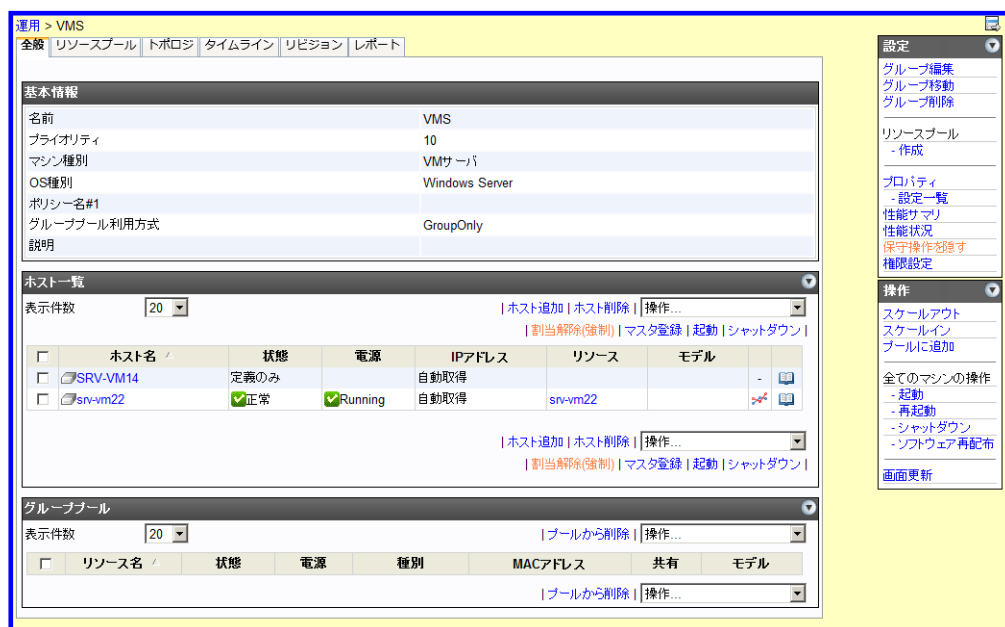 運用 > VMS
全般 リソースプール トポロジ タイムライン リビジョン レポート
基本情報
名前 VMS
プライオリティ 10
マシン種別 VMサーバ
OS種別 Windows Server
ポリシー名#1
グループプール利用方式 GroupOnly
説明
ホスト一覧
表示件数 20 | ホスト追加 | ホスト削除 | 操作...
| 割当解除(強制) | マスタ登録 | 起動 | シャットダウン |
ホスト名 状態 電源 IPアドレス リソース モデル
SRV-VM14 定義のみ 自動取得 -
srv-vm22 正常 Running 自動取得 srv-vm22
| ホスト追加 | ホスト削除 | 操作...
| 割当解除(強制) | マスタ登録 | 起動 | シャットダウン |
グループプール
表示件数 20 | プールから削除 | 操作...
リソース名 状態 電源 種別 MACアドレス 共有 モデル
| プールから削除 | 操作...
設定
グループ編集
グループ移動
グループ削除
リソースプール
- 作成
プロパティ
- 設定一覧
性能サマリ
性能状況
保守操作を隠す
権限設定
操作
スケールアウト
スケールイン
プールに追加
全てのマシンの操作
- 起動
- 再起動
- シャットダウン
- ソフトウェア再配布
画面更新